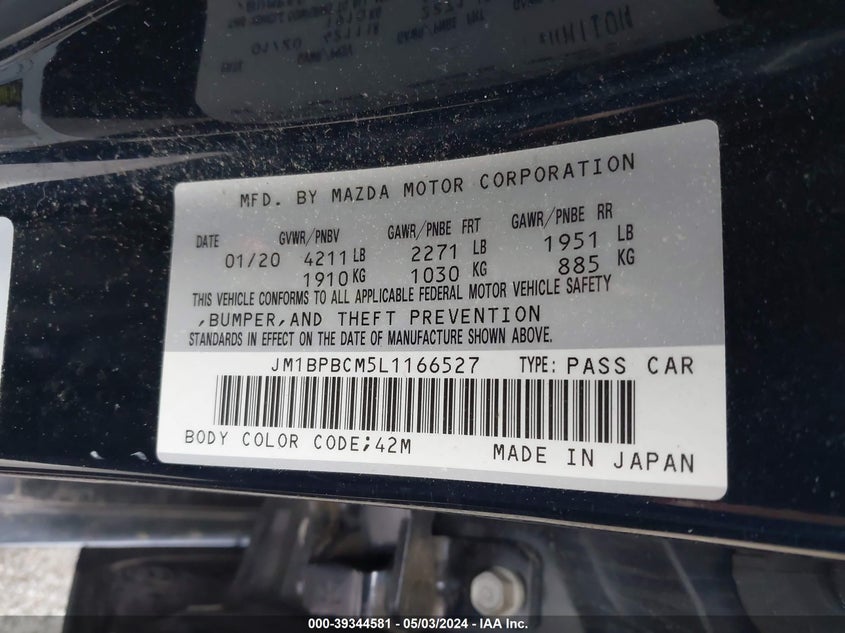 MFD. BY MAZDA MOTOR CORPORATION
DATE GVWR/PNBV GAWR/PNBE FRT GAWR/PNBE RR
01/20 4211 LB 2271 LB 1951 LB
1910 KG 1030 KG 885 KG
THIS VEHICLE CONFORMS TO ALL APPLICABLE FEDERAL MOTOR VEHICLE SAFETY
,BUMPER,AND THEFT PREVENTION
STANDARDS IN EFFECT ON THE DATE OF MANUFACTURE SHOWN ABOVE.
JM1BPBCM5L1166527 TYPE: PASS CAR
BODY COLOR CODE;42M MADE IN JAPAN
000-39344581 - 05/03/2024 - IAA Inc.